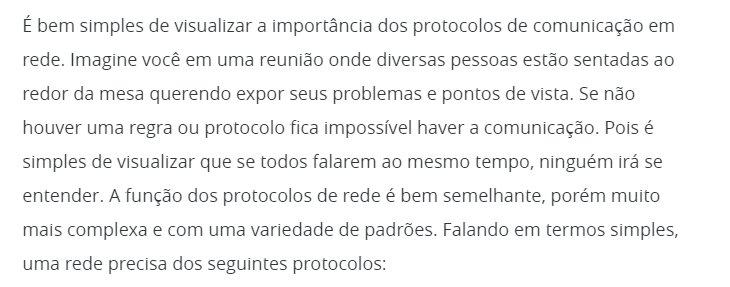 É bem simples de visualizar a importância dos protocolos de comunicação em
rede. Imagine você em uma reunião onde diversas pessoas estão sentadas ao
redor da mesa querendo expor seus problemas e pontos de vista. Se não
houver uma regra ou protocolo fica impossível haver a comunicação. Pois é
simples de visualizar que se todos falarem ao mesmo tempo, ninguém irá se
entender. A função dos protocolos de rede é bem semelhante, porém muito
mais complexa e com uma variedade de padrões. Falando em termos simples,
uma rede precisa dos seguintes protocolos: